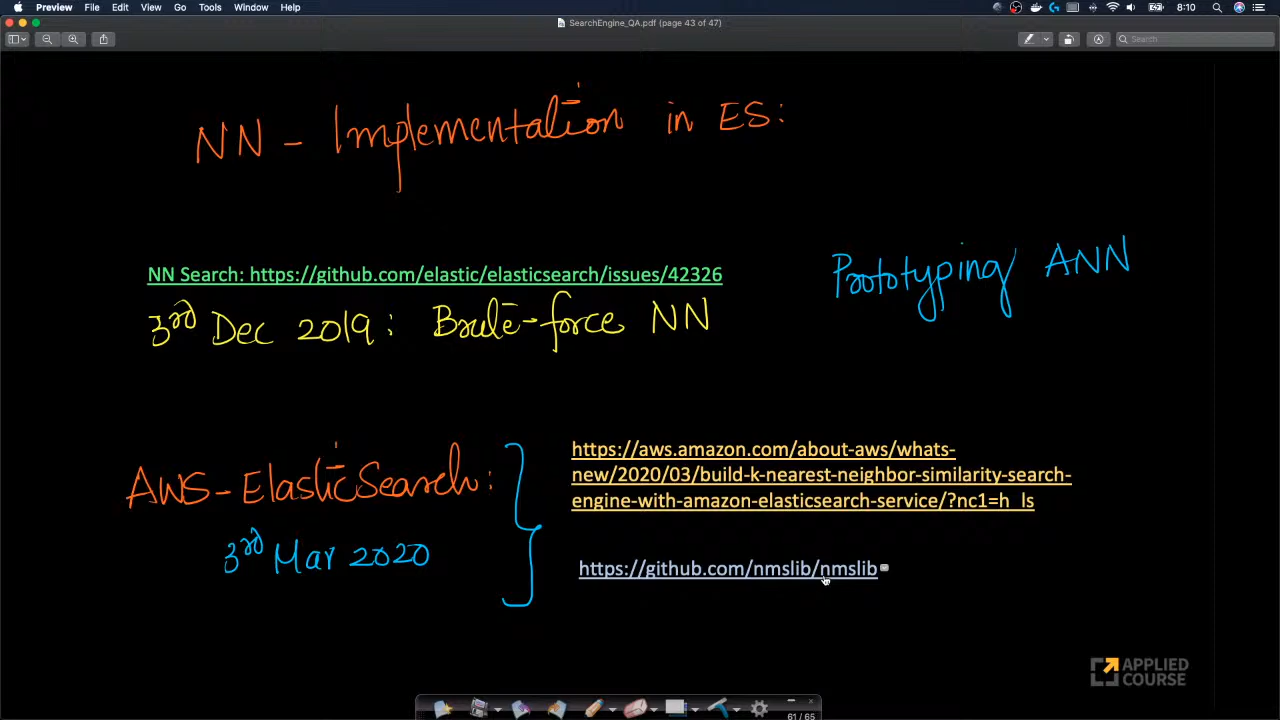 Preview File Edit View Go Tools Window Help 8:10
SearchEngine_QA.pdf (page 43 of 47)
Search
NN - Implementation in ES:
NN Search: https://github.com/elastic/elasticsearch/issues/42326
Prototyping ANN
3rd Dec 2019: Brute-force NN
AWS-ElasticSearch:
3rd Mar 2020
https://aws.amazon.com/about-aws/whats-
new/2020/03/build-k-nearest-neighbor-similarity-search-
engine-with-amazon-elasticsearch-service/?nc1=h_ls
https://github.com/nmslib/nmslib
APPLIED
COURSE
61 / 65